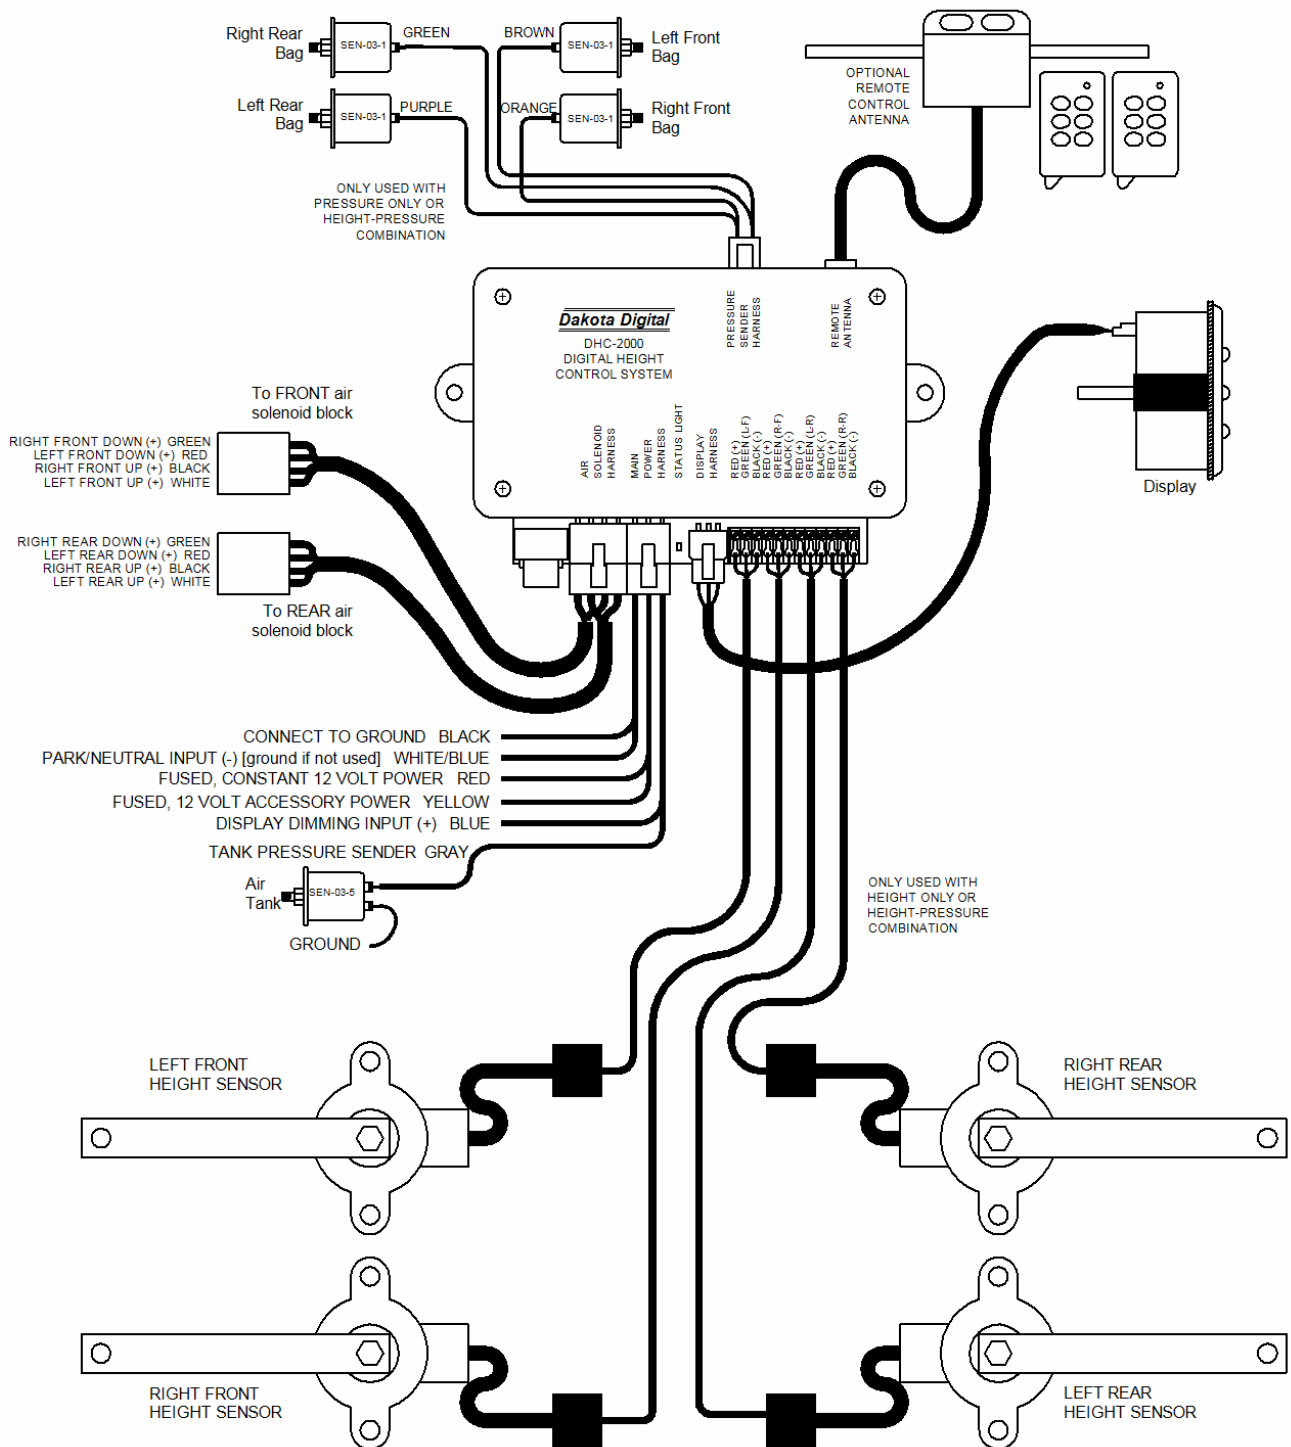 Right Rear
Bag
SEN-03-1
GREEN
BROWN
SEN-03-1
Left Front
Bag
Left Rear
Bag
SEN-03-1
PURPLE
ORANGE
SEN-03-1
Right Front
Bag
OPTIONAL
REMOTE
CONTROL
ANTENNA
ONLY USED WITH
PRESSURE ONLY OR
HEIGHT-PRESSURE
COMBINATION
Dakota Digital
DHC-2000
DIGITAL HEIGHT
CONTROL SYSTEM
PRESSURE
SENDER
HARNESS
REMOTE
ANTENNA
AIR
SOLENOID
HARNESS
MAIN
POWER
HARNESS
STATUS LIGHT
DISPLAY
HARNESS
RED (+)
GREEN (L-F)
BLACK (-)
RED (+)
GREEN (R-F)
BLACK (-)
RED (+)
GREEN (L-R)
BLACK (-)
RED (+)
GREEN (R-R)
BLACK (-)
Display
To FRONT air
solenoid block
RIGHT FRONT DOWN (+) GREEN
LEFT FRONT DOWN (+) RED
RIGHT FRONT UP (+) BLACK
LEFT FRONT UP (+) WHITE
RIGHT REAR DOWN (+) GREEN
LEFT REAR DOWN (+) RED
RIGHT REAR UP (+) BLACK
LEFT REAR UP (+) WHITE
To REAR air
solenoid block
CONNECT TO GROUND BLACK
PARK/NEUTRAL INPUT (-) [ground if not used] WHITE/BLUE
FUSED, CONSTANT 12 VOLT POWER RED
FUSED, 12 VOLT ACCESSORY POWER YELLOW
DISPLAY DIMMING INPUT (+) BLUE
TANK PRESSURE SENDER GRAY
Air
Tank
SEN-03-5
GROUND
ONLY USED WITH
HEIGHT ONLY OR
HEIGHT-PRESSURE
COMBINATION
LEFT FRONT
HEIGHT SENSOR
RIGHT REAR
HEIGHT SENSOR
RIGHT FRONT
HEIGHT SENSOR
LEFT REAR
HEIGHT SENSOR